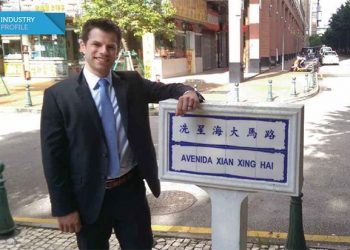 INDUSTRY
PROFILE
冼星海大馬路
AVENIDA XIAN XING HAI